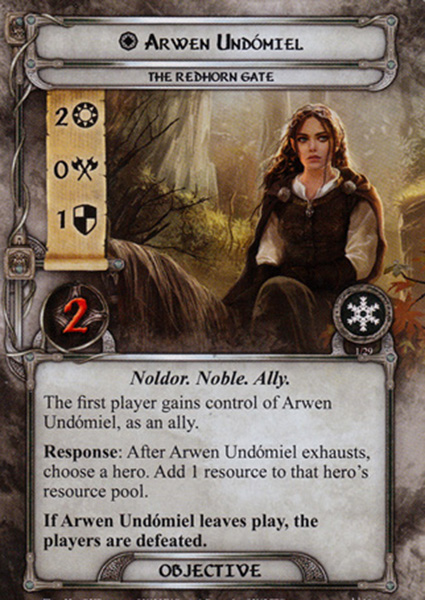 Arwen Undómiel
The Redhorn Gate
2
0
1
2
1/29
Noldor. Noble. Ally.
The first player gains control of Arwen
Undómiel, as an ally.
Response: After Arwen Undómiel exhausts,
choose a hero. Add 1 resource to that hero's
resource pool.
If Arwen Undómiel leaves play, the
players are defeated.
Objective